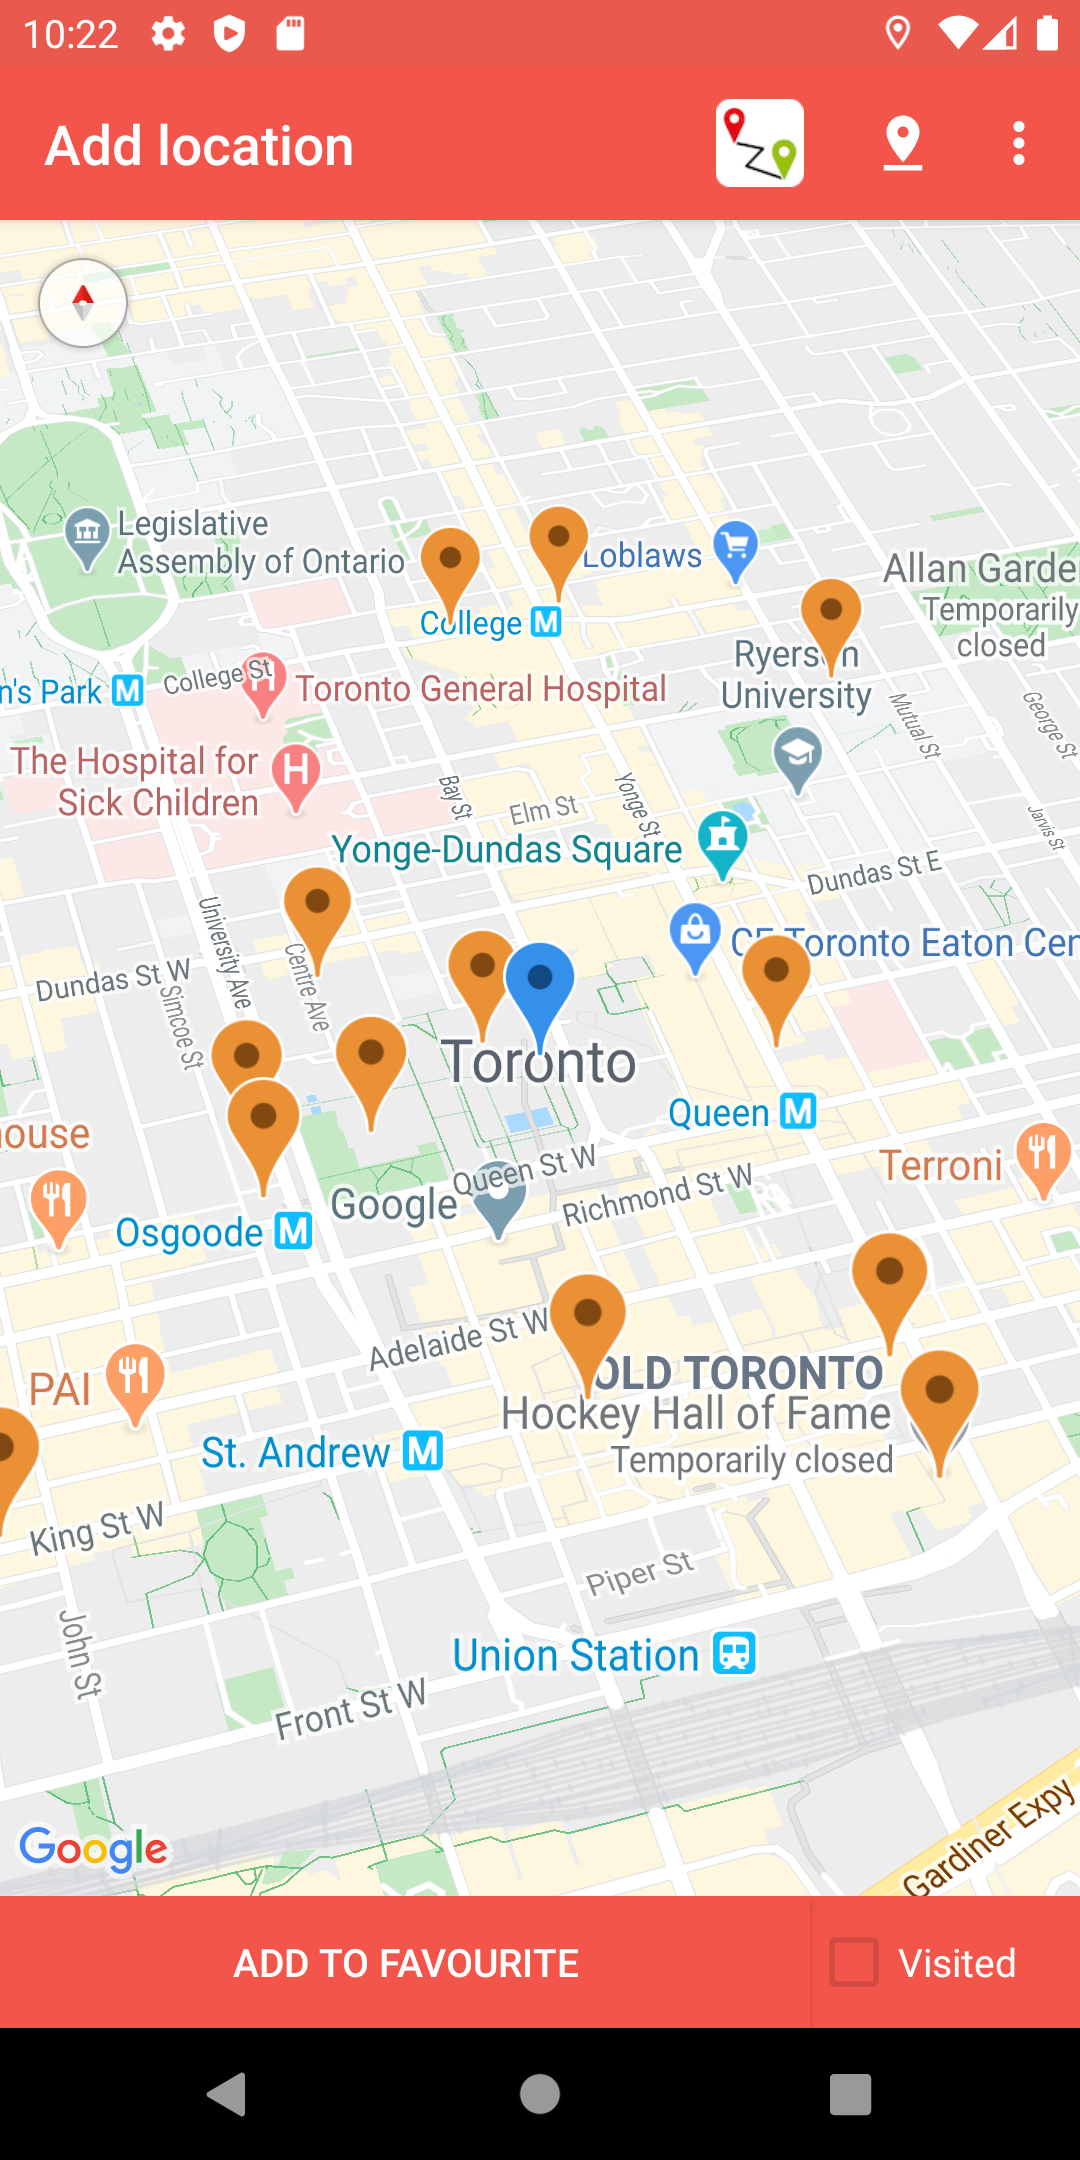 10:22
Add location
Legislative
Assembly of Ontario
Loblaws
College M
Allan Garde
Temporarily
closed
Ryerson
University
n's Park M
College St
H
Toronto General Hospital
Mutual St
George St
The Hospital for
Sick Children
H
Bay St
Elm St
Yonge St
Jarvis St
Yonge-Dundas Square
Dundas St E
University Ave
Centre Ave
Dundas St W
Simcoe St
Toronto Eaton Cen
Toronto
Queen M
ouse
Queen St W
Terroni
Google
Richmond St W
Osgoode M
Adelaide St W
OLD TORONTO
PAI
Hockey Hall of Fame
Temporarily closed
St. Andrew M
King St W
Piper St
John St
Union Station
Front St W
Gardiner Expy
Google
ADD TO FAVOURITE
Visited